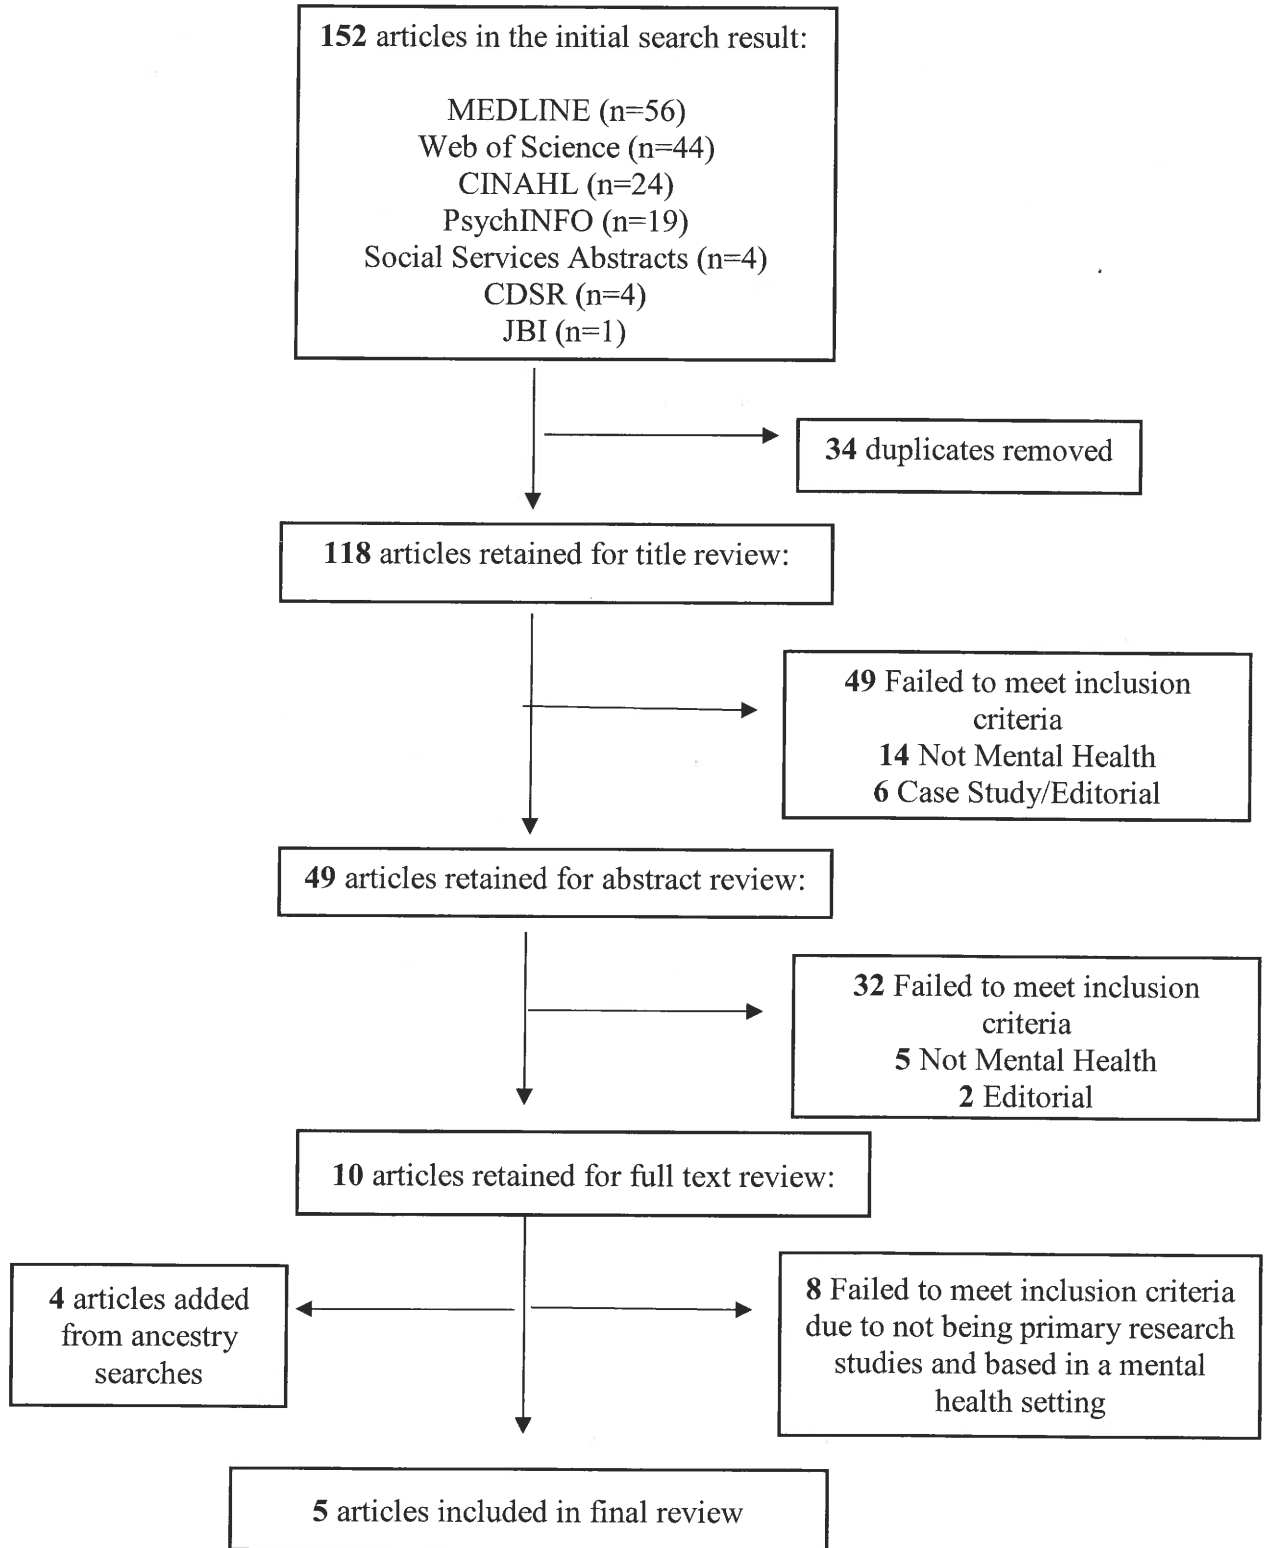 152 articles in the initial search result:
MEDLINE (n=56)
Web of Science (n=44)
CINAHL (n=24)
PsychINFO (n=19)
Social Services Abstracts (n=4)
CDSR (n=4)
JBI (n=1)
34 duplicates removed
118 articles retained for title review:
49 Failed to meet inclusion
criteria
14 Not Mental Health
6 Case Study/Editorial
49 articles retained for abstract review:
32 Failed to meet inclusion
criteria
5 Not Mental Health
2 Editorial
10 articles retained for full text review:
4 articles added
from ancestry
searches
8 Failed to meet inclusion criteria
due to not being primary research
studies and based in a mental
health setting
5 articles included in final review